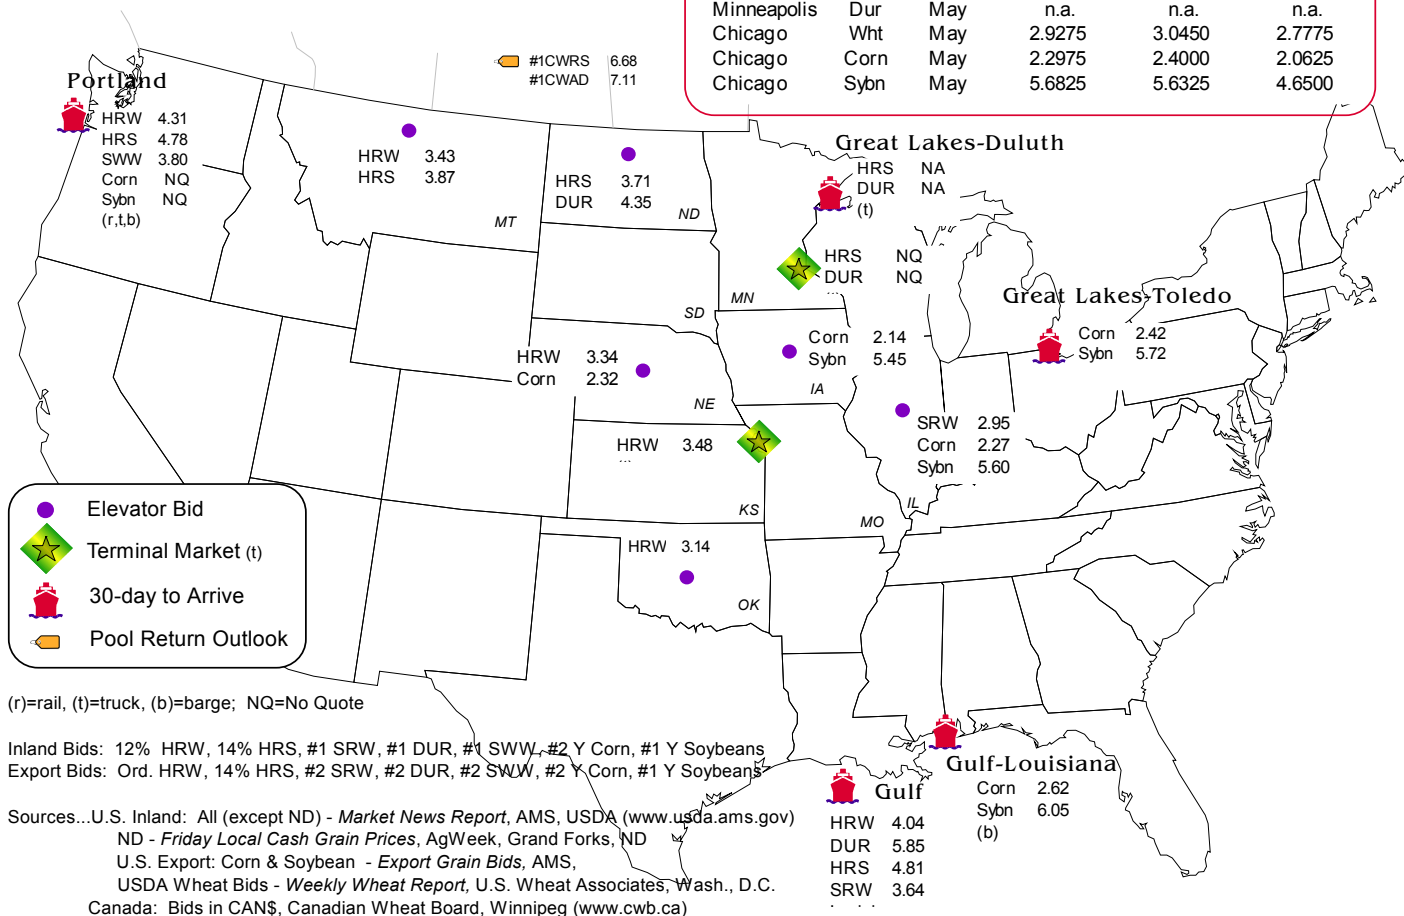 Minneapolis Dur May n.a. n.a. n.a.
Chicago Wht May 2.9275 3.0450 2.7775
Chicago Corn May 2.2975 2.4000 2.0625
Chicago Sybn May 5.6825 5.6325 4.6500
#1CWRS 6.68
#1CWAD 7.11
Portland
HRW 4.31
HRS 4.78
SWW 3.80
Corn NQ
Sybn NQ
(r,t,b)
HRW 3.43
HRS 3.87
MT
HRS 3.71
DUR 4.35
ND
Great Lakes-Duluth
HRS NA
DUR NA
(t)
HRS NQ
DUR NQ
MN
SD
Great Lakes-Toledo
Corn 2.42
Sybn 5.72
Corn 2.14
Sybn 5.45
IA
HRW 3.34
Corn 2.32
NE
SRW 2.95
Corn 2.27
Sybn 5.60
IL
HRW 3.48
KS
MO
HRW 3.14
OK
Elevator Bid
Terminal Market (t)
30-day to Arrive
Pool Return Outlook
Gulf-Louisiana
Corn 2.62
Sybn 6.05
(b)
Gulf
HRW 4.04
DUR 5.85
HRS 4.81
SRW 3.64
(r)=rail, (t)=truck, (b)=barge; NQ=No Quote
Inland Bids: 12% HRW, 14% HRS, #1 SRW, #1 DUR, #1 SWW, #2 Y Corn, #1 Y Soybeans
Export Bids: Ord. HRW, 14% HRS, #2 SRW, #2 DUR, #2 SWW, #2 Y Corn, #1 Y Soybeans
Sources...U.S. Inland: All (except ND) - Market News Report, AMS, USDA (www.usda.ams.gov)
ND - Friday Local Cash Grain Prices, AgWeek, Grand Forks, ND
U.S. Export: Corn & Soybean - Export Grain Bids, AMS,
USDA Wheat Bids - Weekly Wheat Report, U.S. Wheat Associates, Wash., D.C.
Canada: Bids in CAN$, Canadian Wheat Board, Winnipeg (www.cwb.ca)